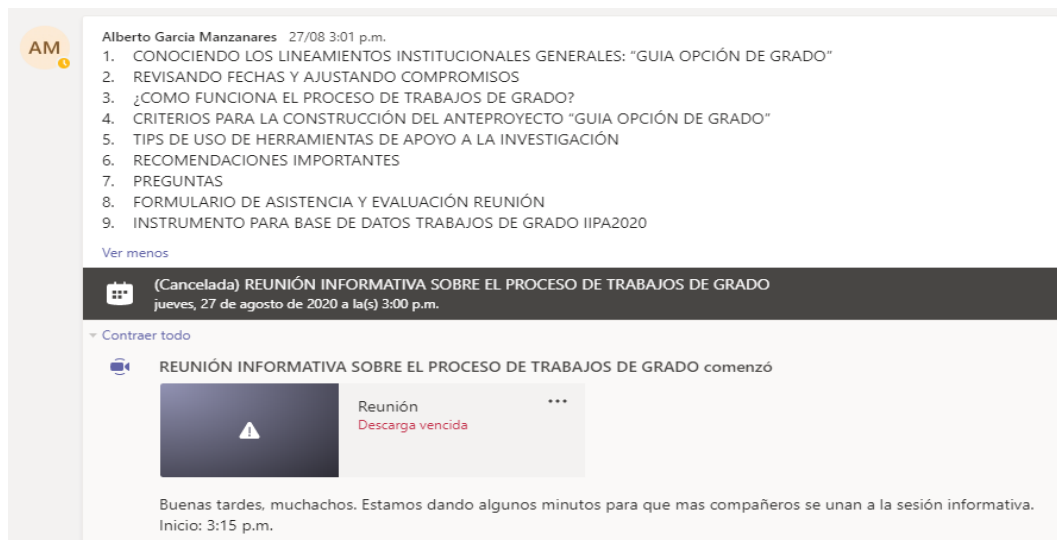 AM
Alberto Garcia Manzanares 27/08 3:01 p.m.
1. CONOCIENDO LOS LINEAMIENTOS INSTITUCIONALES GENERALES: “GUIA OPCIÓN DE GRADO”
2. REVISANDO FECHAS Y AJUSTANDO COMPROMISOS
3. ¿COMO FUNCIONA EL PROCESO DE TRABAJOS DE GRADO?
4. CRITERIOS PARA LA CONSTRUCCIÓN DEL ANTEPROYECTO “GUIA OPCIÓN DE GRADO”
5. TIPS DE USO DE HERRAMIENTAS DE APOYO A LA INVESTIGACIÓN
6. RECOMENDACIONES IMPORTANTES
7. PREGUNTAS
8. FORMULARIO DE ASISTENCIA Y EVALUACIÓN REUNIÓN
9. INSTRUMENTO PARA BASE DE DATOS TRABAJOS DE GRADO IIPA2020
Ver menos
(Cancelada) REUNIÓN INFORMATIVA SOBRE EL PROCESO DE TRABAJOS DE GRADO
jueves, 27 de agosto de 2020 a la(s) 3:00 p.m.
Contraer todo
REUNIÓN INFORMATIVA SOBRE EL PROCESO DE TRABAJOS DE GRADO comenzó
Reunión
Descarga vencida
Buenas tardes, muchachos. Estamos dando algunos minutos para que mas compañeros se unan a la sesión informativa.
Inicio: 3:15 p.m.